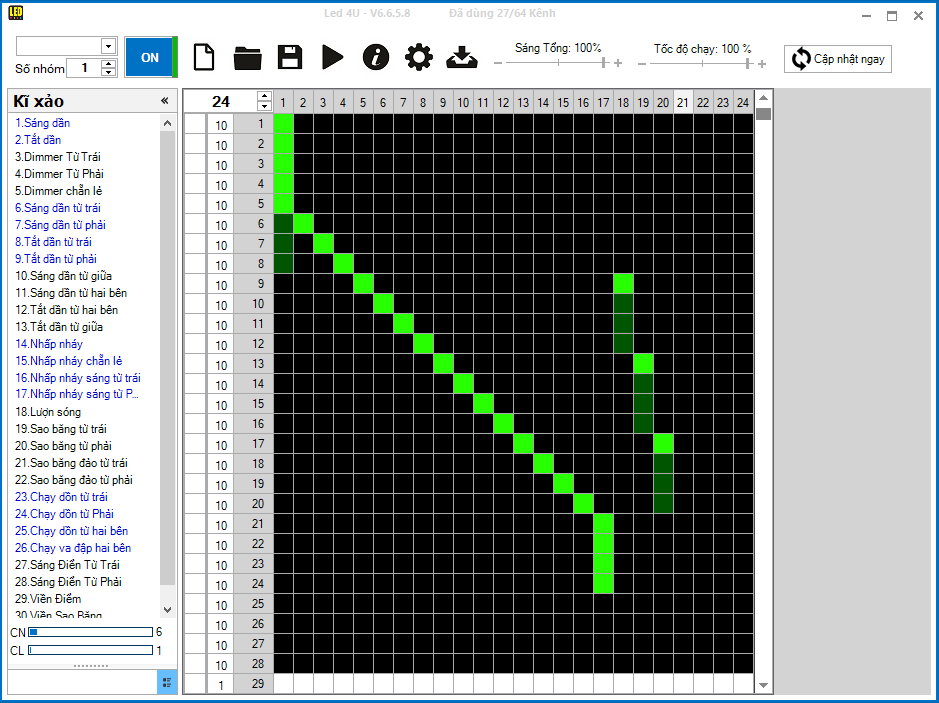 LED
Led 4U - V6.6.5.8 Đã dùng 27/64 Kênh
Số nhóm 1
ON
Sáng Tổng: 100%
Tốc độ chạy: 100 %
Cập nhật ngay
Kĩ xảo «
1.Sáng dần
2.Tắt dần
3.Dimmer Từ Trái
4.Dimmer Từ Phải
5.Dimmer chẵn lẻ
6.Sáng dần từ trái
7.Sáng dần từ phải
8.Tắt dần từ trái
9.Tắt dần từ phải
10.Sáng dần từ giữa
11.Sáng dần từ hai bên
12.Tắt dần từ hai bên
13.Tắt dần từ giữa
14.Nhấp nháy
15.Nhấp nháy chẵn lẻ
16.Nhấp nháy sáng từ trái
17.Nhấp nháy sáng từ P...
18.Lượn sóng
19.Sao băng từ trái
20.Sao băng từ phải
21.Sao băng đảo từ trái
22.Sao băng đảo từ phải
23.Chạy dồn từ trái
24.Chạy dồn từ Phải
25.Chạy dồn từ hai bên
26.Chạy va đập hai bên
27.Sáng Điển Từ Trái
28.Sáng Điển Từ Phải
29.Viền Điểm
30.Viền Sao Băng
CN 6
CL 1
24 1 2 3 4 5 6 7 8 9 10 11 12 13 14 15 16 17 18 19 20 21 22 23 24
10 1
10 2
10 3
10 4
10 5
10 6
10 7
10 8
10 9
10 10
10 11
10 12
10 13
10 14
10 15
10 16
10 17
10 18
10 19
10 20
10 21
10 22
10 23
10 24
10 25
10 26
10 27
10 28
1 29